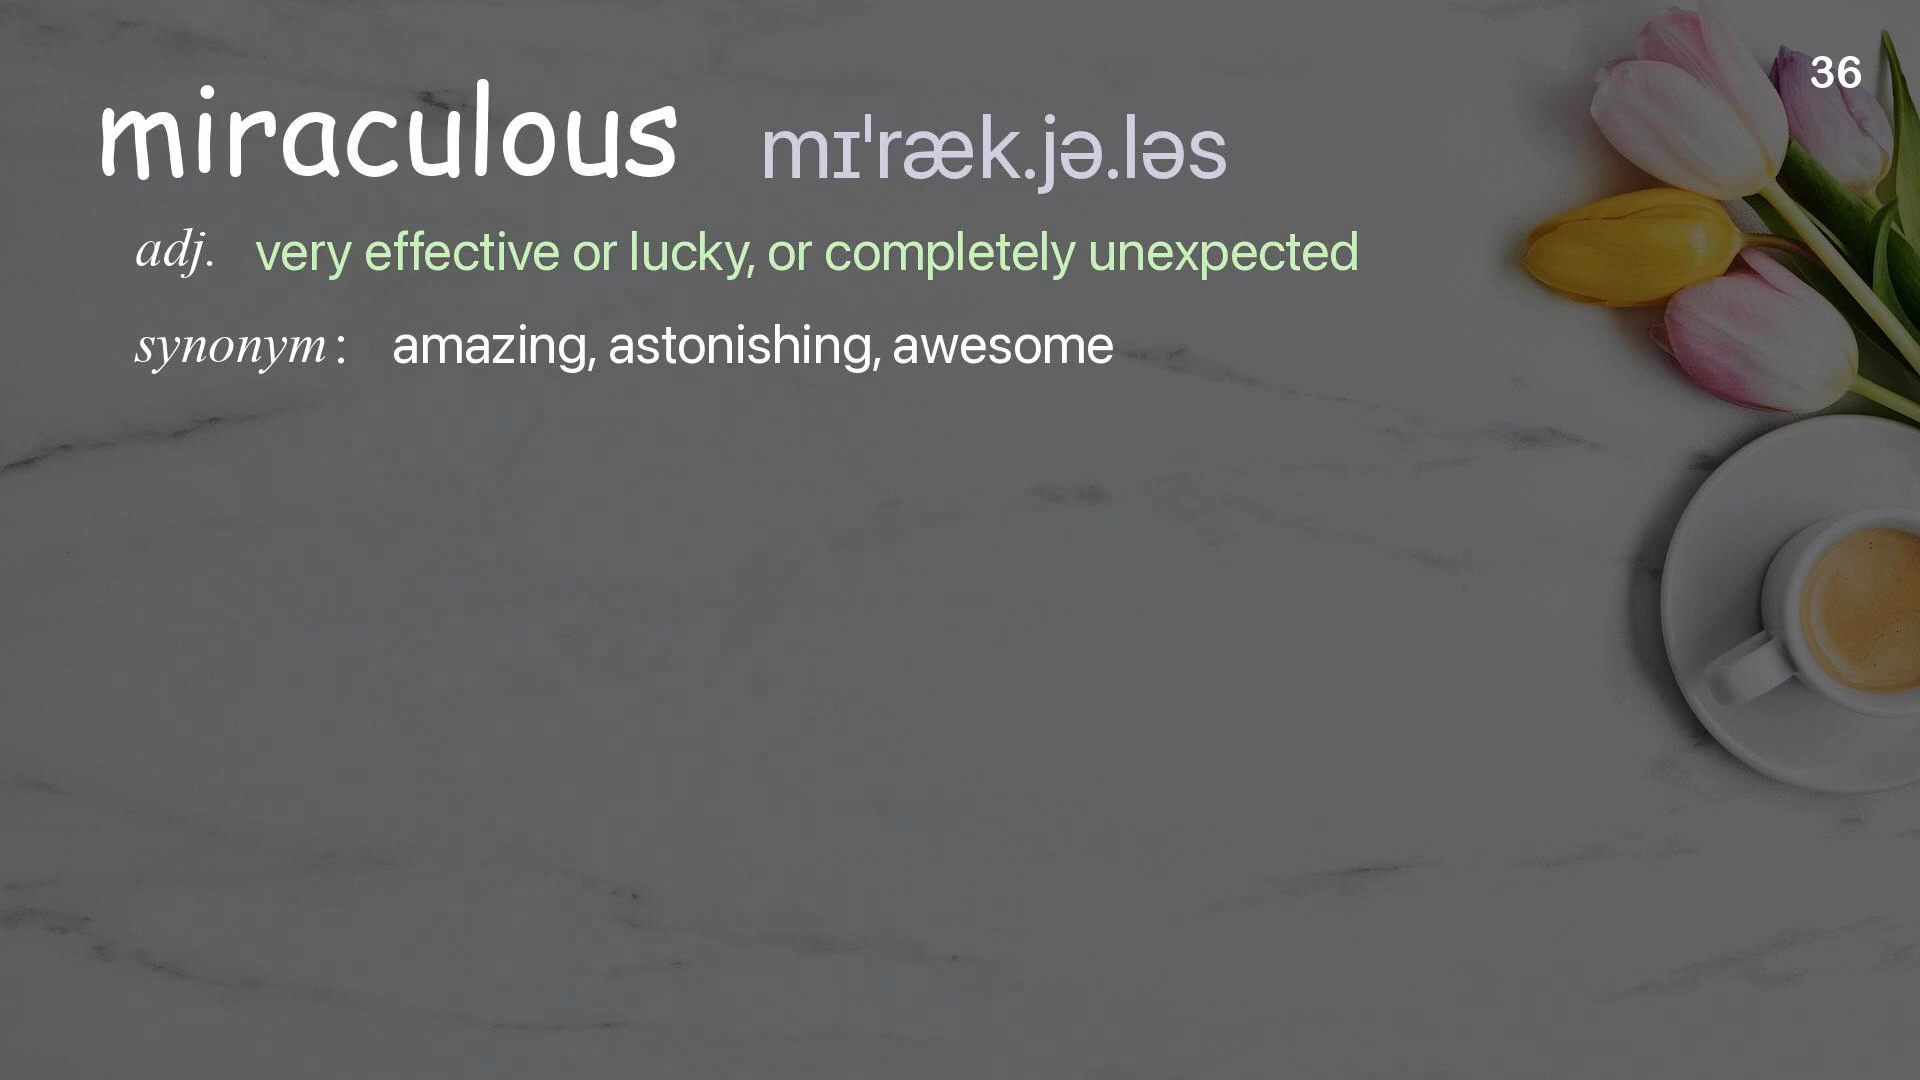 36
miraculous mɪˈræk.jə.ləs
adj. very effective or lucky, or completely unexpected
synonym: amazing, astonishing, awesome